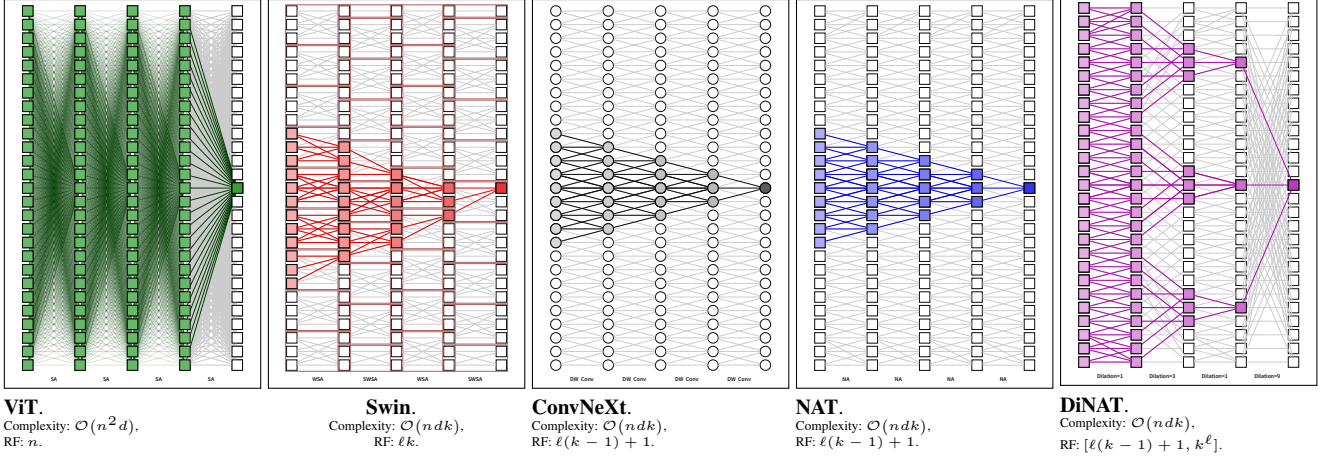 SA SA SA SA
WSA SWSA WSA SWSA
DW Conv DW Conv DW Conv DW Conv
NA NA NA NA
Dilation=1 Dilation=3 Dilation=1 Dilation=9
ViT.
Complexity: 𝒪(n²d),
RF: n.
Swin.
Complexity: 𝒪(ndk),
RF: ℓk.
ConvNeXt.
Complexity: 𝒪(ndk),
RF: ℓ(k − 1) + 1.
NAT.
Complexity: 𝒪(ndk),
RF: ℓ(k − 1) + 1.
DiNAT.
Complexity: 𝒪(ndk),
RF: [ℓ(k − 1) + 1, k^ℓ].